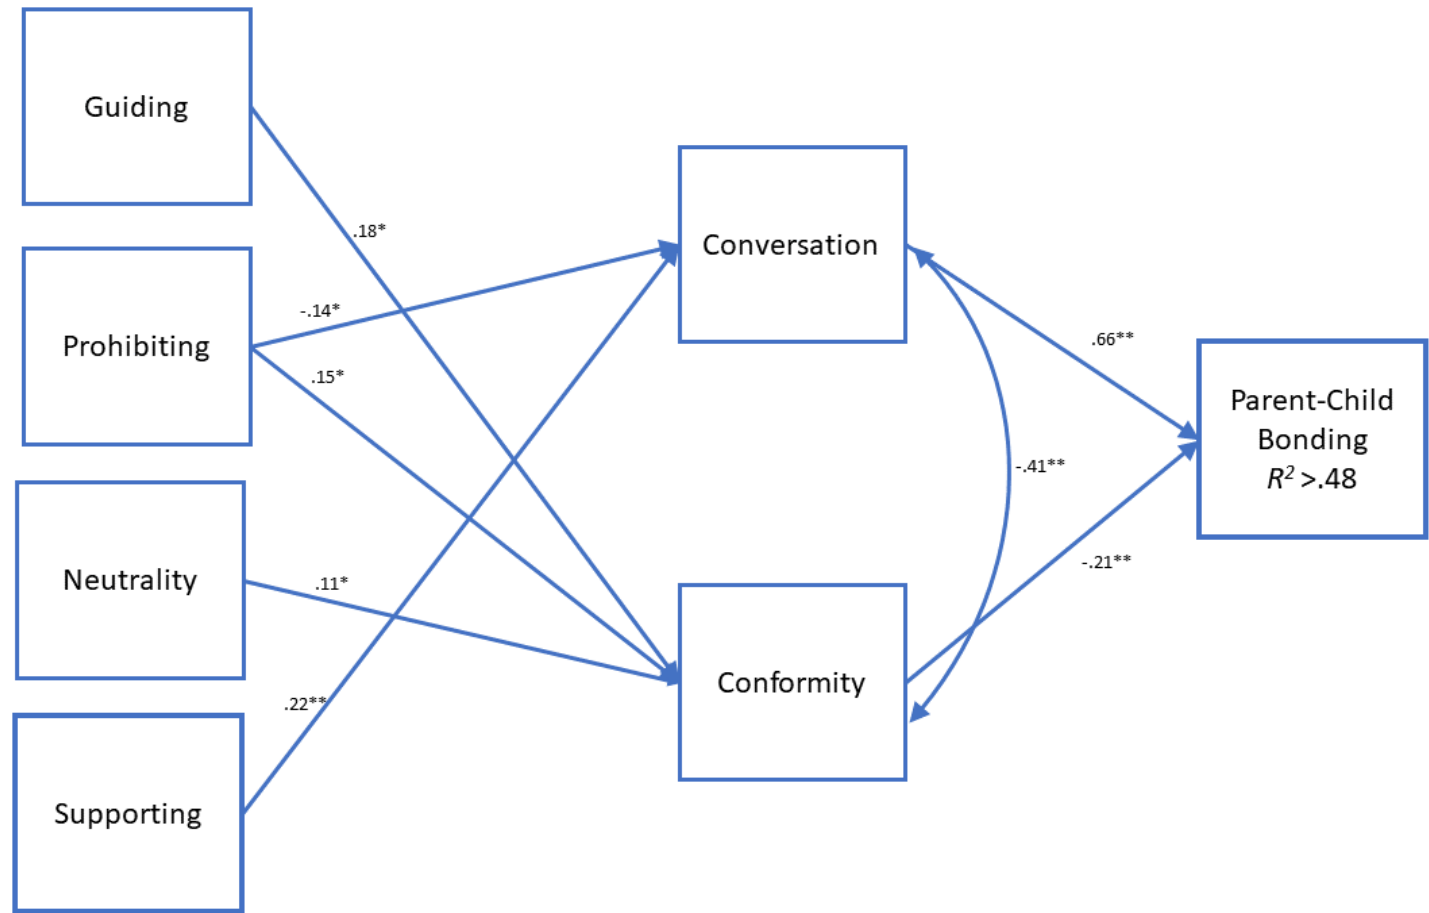 Guiding
.18*
Conversation
Prohibiting
-.14*
.15*
.66**
Parent-Child
Bonding
R² >.48
-.41**
Neutrality
.11*
-.21**
Conformity
.22**
Supporting